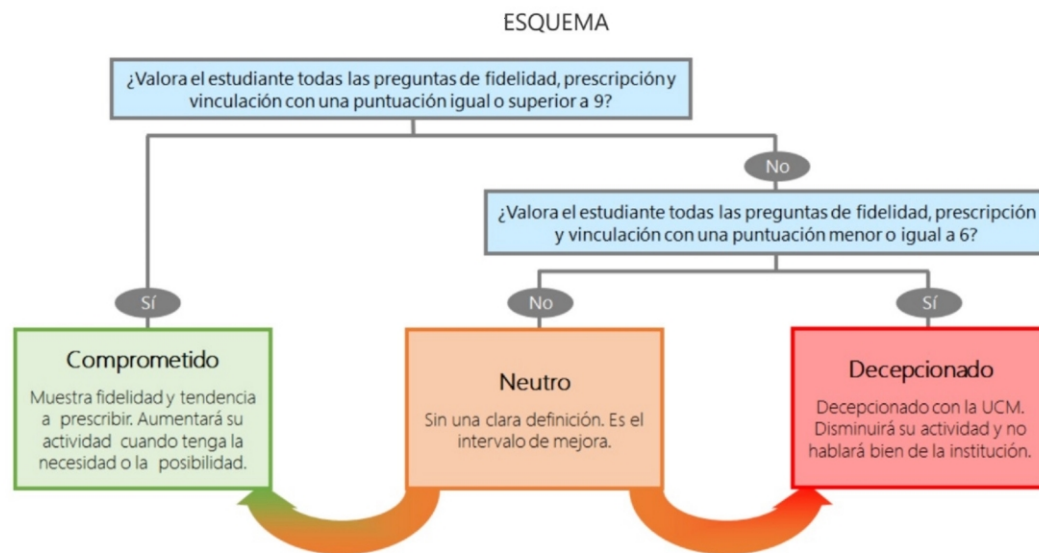 ESQUEMA
¿Valora el estudiante todas las preguntas de fidelidad, prescripción y
vinculación con una puntuación igual o superior a 9?
No
¿Valora el estudiante todas las preguntas de fidelidad, prescripción
y vinculación con una puntuación menor o igual a 6?
Sí
No
Sí
Comprometido
Muestra fidelidad y tendencia
a prescribir. Aumentará su
actividad cuando tenga la
necesidad o la posibilidad.
Neutro
Sin una clara definición. Es el
intervalo de mejora.
Decepcionado
Decepcionado con la UCM.
Disminuirá su actividad y no
hablará bien de la institución.